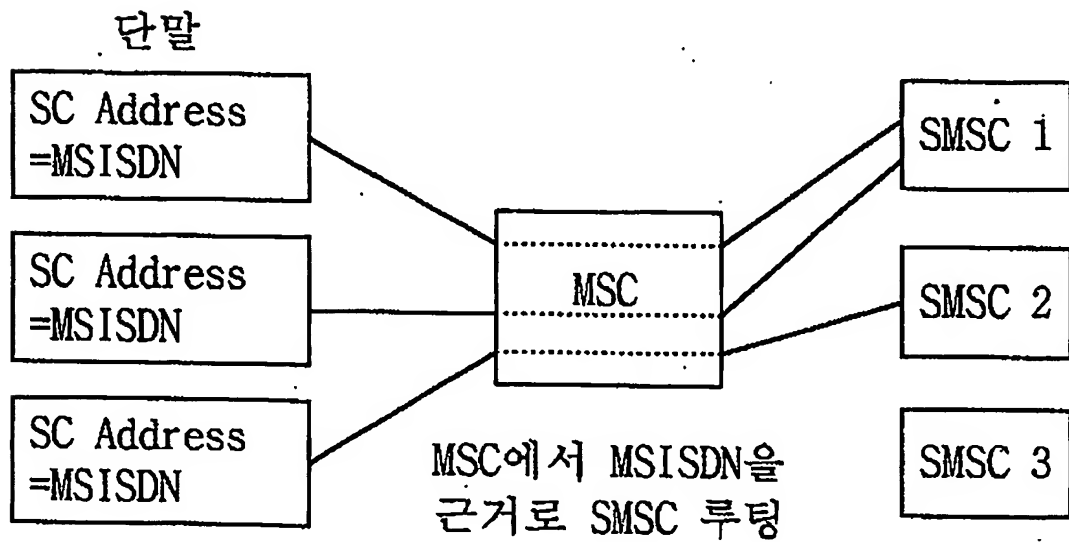 단말
SC Address
=MSISDN
SC Address
=MSISDN
SC Address
=MSISDN
MSC
SMSC 1
SMSC 2
SMSC 3
MSC에서 MSISDN을
근거로 SMSC 루팅